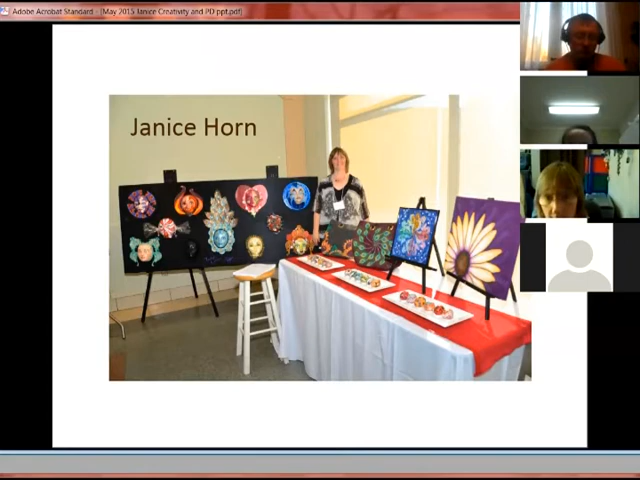 Adobe Acrobat Standard - [May 2015 Janice Creativity and PD ppt.pdf]
Janice Horn